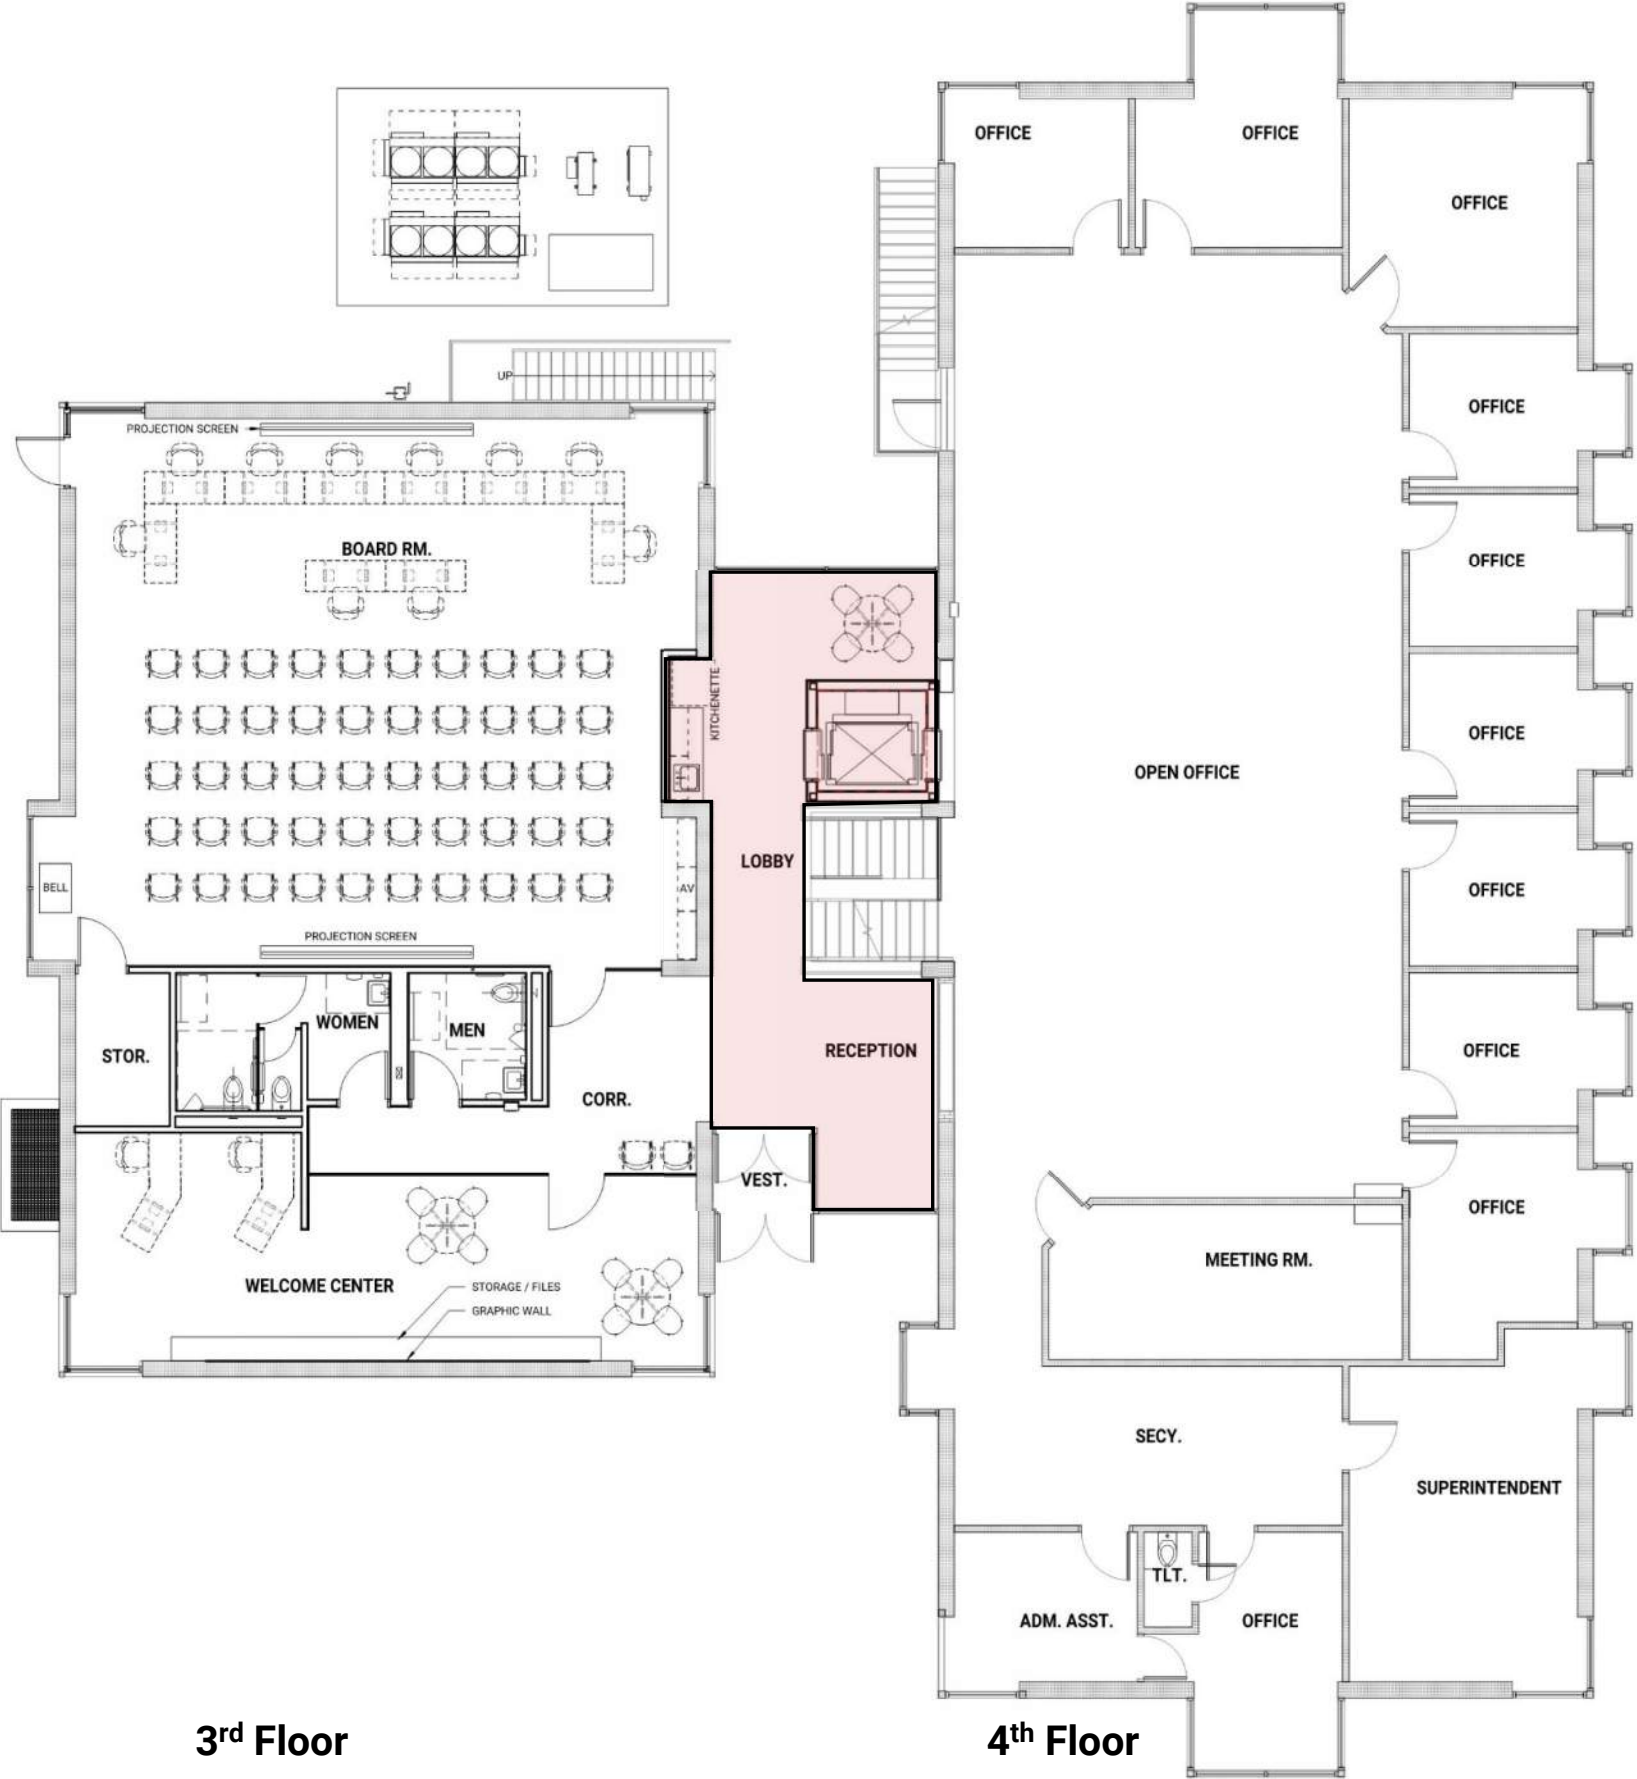 OFFICE
OFFICE
OFFICE
UP
PROJECTION SCREEN
OFFICE
BOARD RM.
OFFICE
KITCHENETTE
OFFICE
OPEN OFFICE
LOBBY
BELL
AV
OFFICE
PROJECTION SCREEN
WOMEN
MEN
STOR.
RECEPTION
OFFICE
CORR.
VEST.
OFFICE
MEETING RM.
WELCOME CENTER
STORAGE / FILES
GRAPHIC WALL
SECY.
SUPERINTENDENT
TLT.
ADM. ASST.
OFFICE
3rd Floor
4th Floor